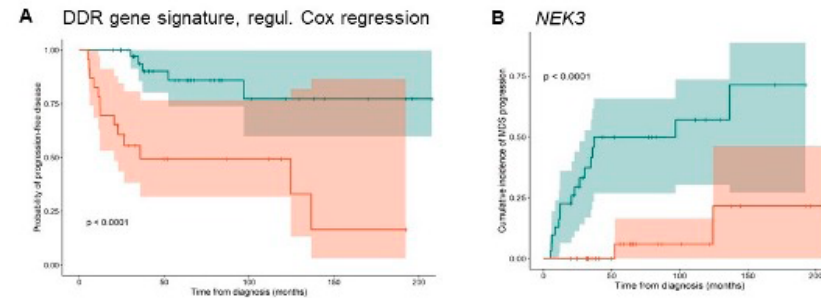 A DDR gene signature, regul. Cox regression
1.00
0.75
0.50
0.25
0.00
Probability of progression-free disease
p < 0.0001
0 50 100 150 200
Time from diagnosis (months)
B NEK3
0.75
0.50
0.25
0.00
Cumulative incidence of MDS progression
p < 0.0001
0 50 100 150 200
Time from diagnosis (months)